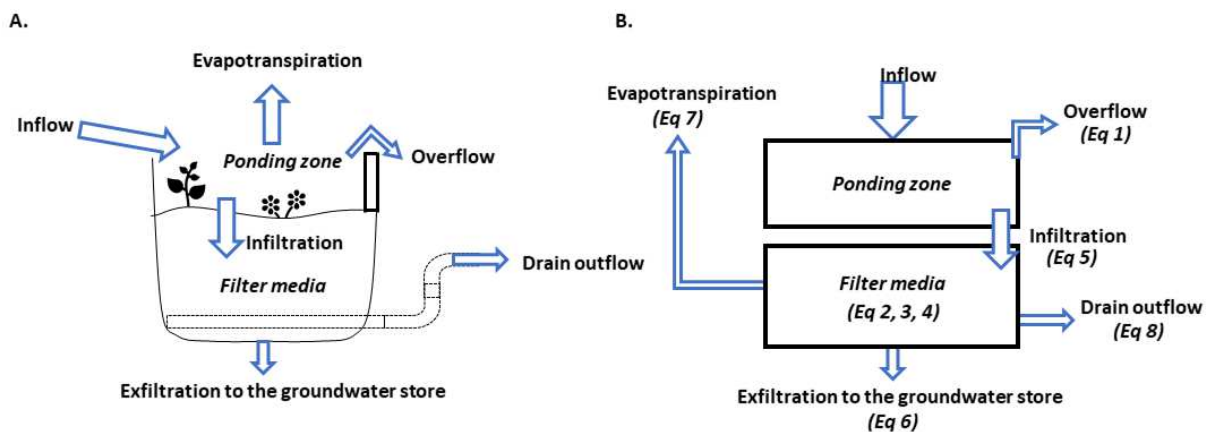 A.
Evapotranspiration
Inflow
Ponding zone
Overflow
Infiltration
Filter media
Drain outflow
Exfiltration to the groundwater store
B.
Inflow
Evapotranspiration
(Eq 7)
Overflow
(Eq 1)
Ponding zone
Infiltration
(Eq 5)
Filter media
(Eq 2, 3, 4)
Drain outflow
(Eq 8)
Exfiltration to the groundwater store
(Eq 6)